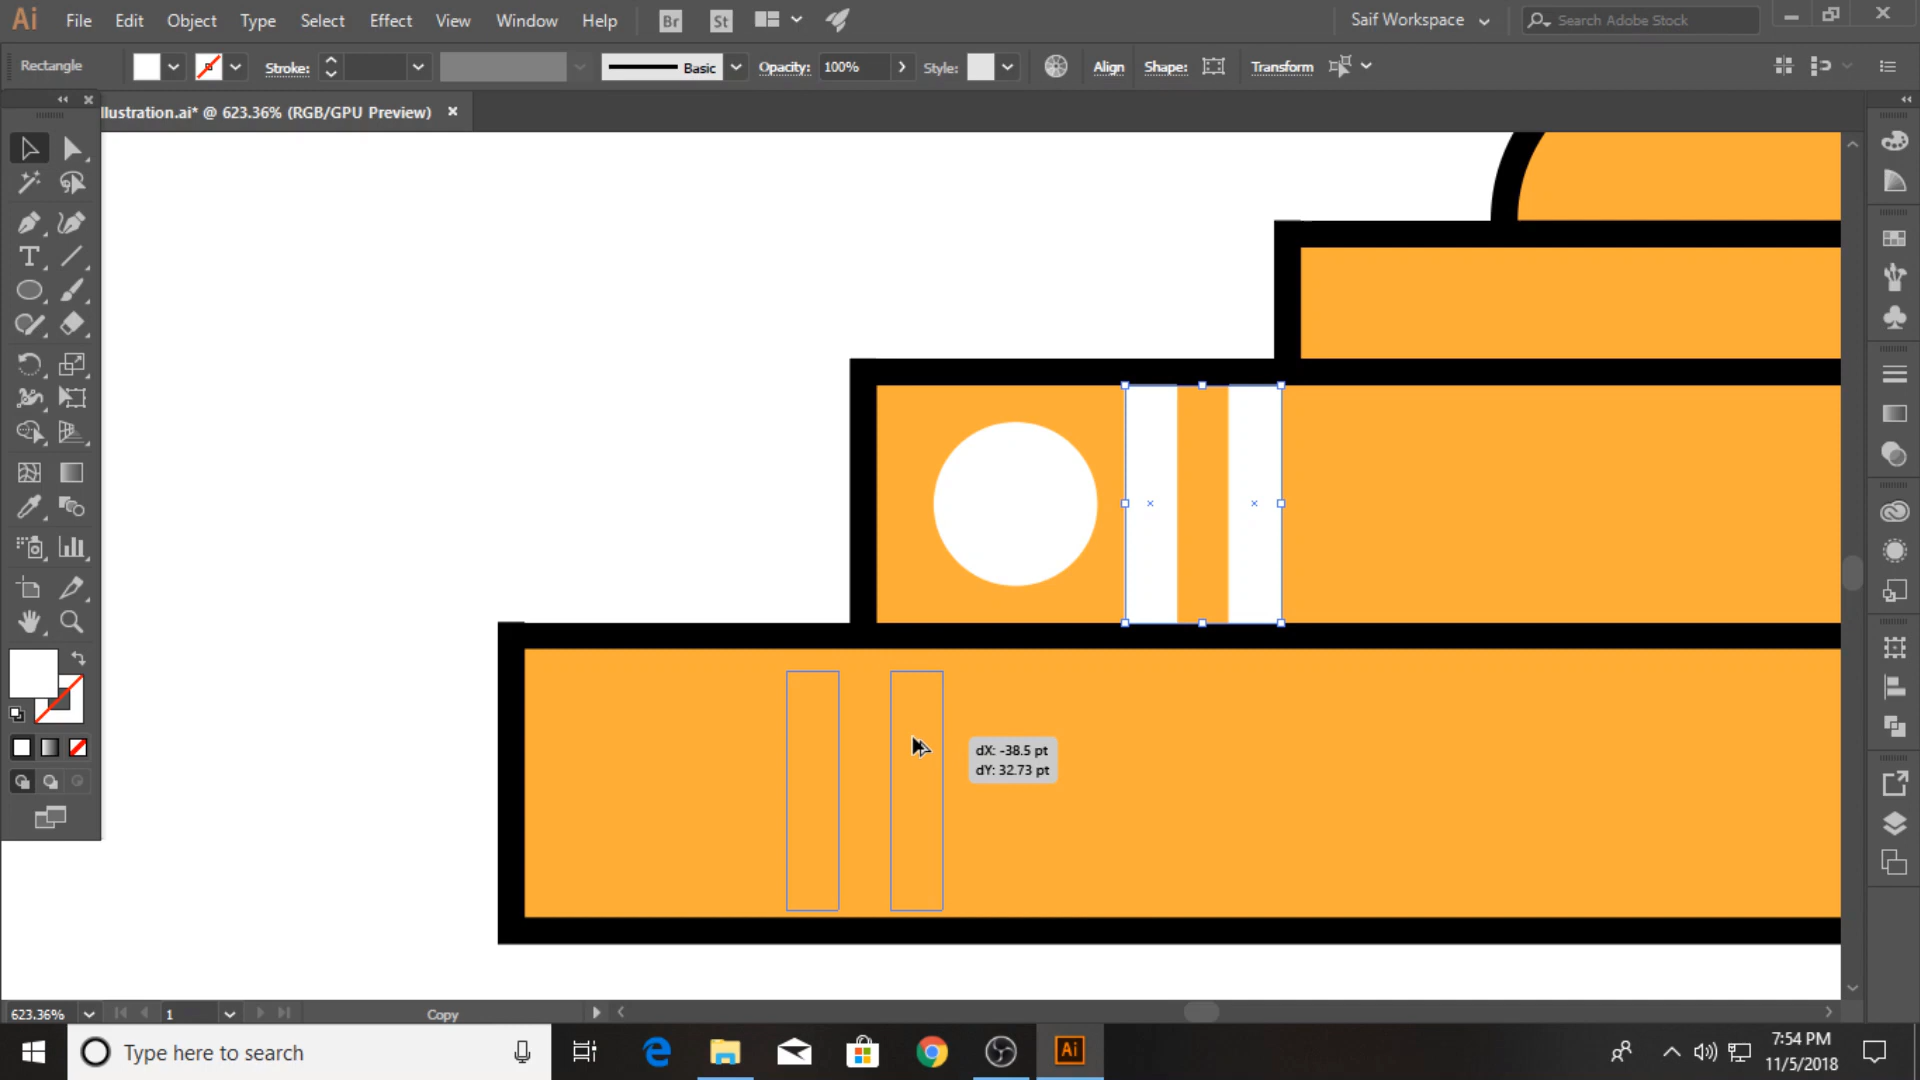 Ai File Edit Object Type Select Effect View Window Help Br St Saif Workspace Search Adobe Stock
Rectangle Stroke: Basic Opacity: 100% Style: Align Shape: Transform
llustration.ai* @ 623.36% (RGB/GPU Preview)
dX: -38.5 pt
dY: 32.73 pt
623.36% 1 Copy
Type here to search Ai
7:54 PM
11/5/2018